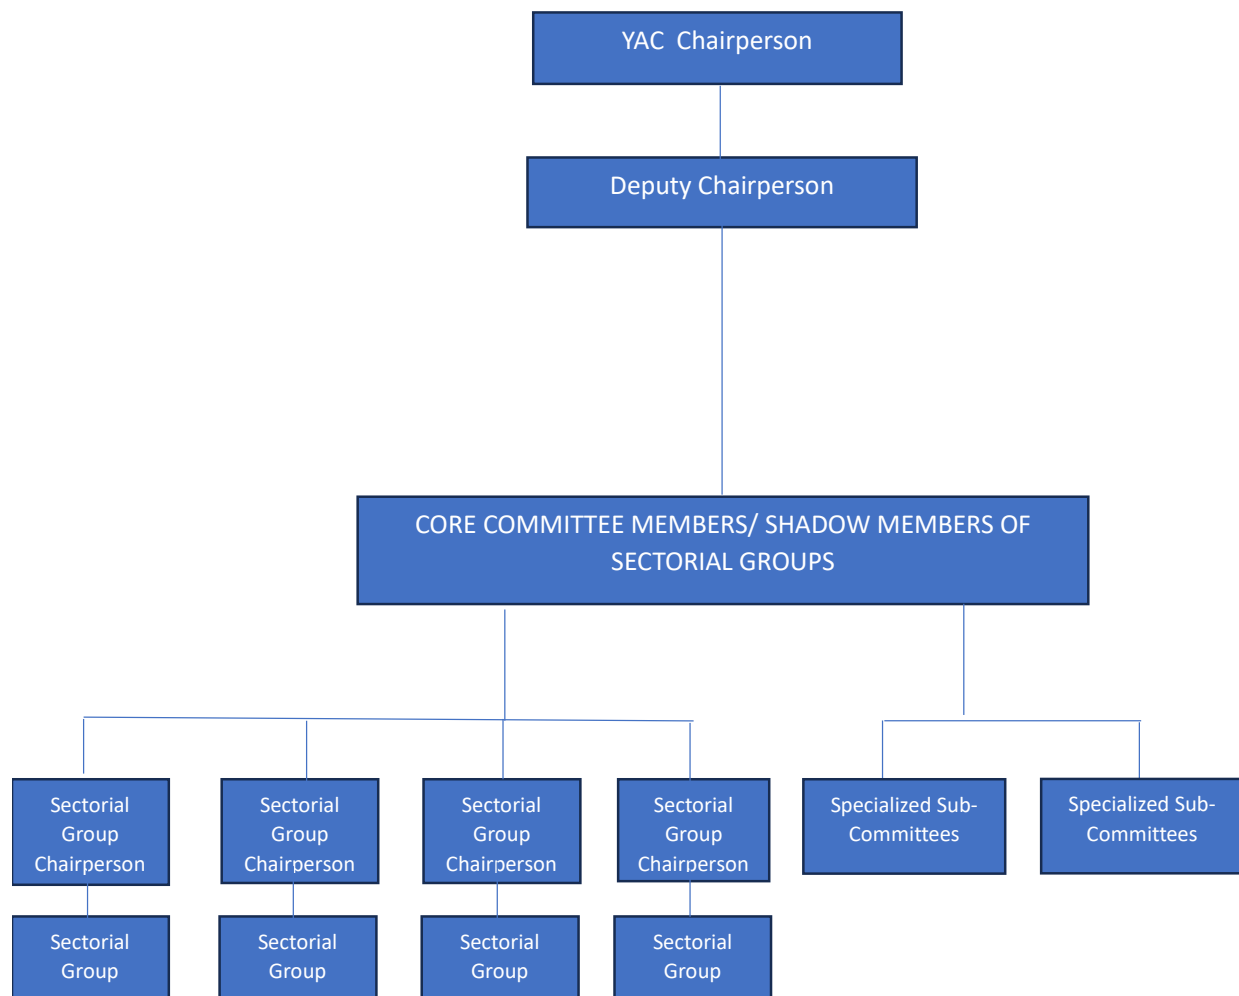 YAC  Chairperson
Deputy Chairperson
CORE COMMITTEE MEMBERS/ SHADOW MEMBERS OF
SECTORIAL GROUPS
Sectorial
Group
Chairperson
Sectorial
Group
Chairperson
Sectorial
Group
Chairperson
Sectorial
Group
Chairperson
Specialized Sub-
Committees
Specialized Sub-
Committees
Sectorial
Group
Sectorial
Group
Sectorial
Group
Sectorial
Group